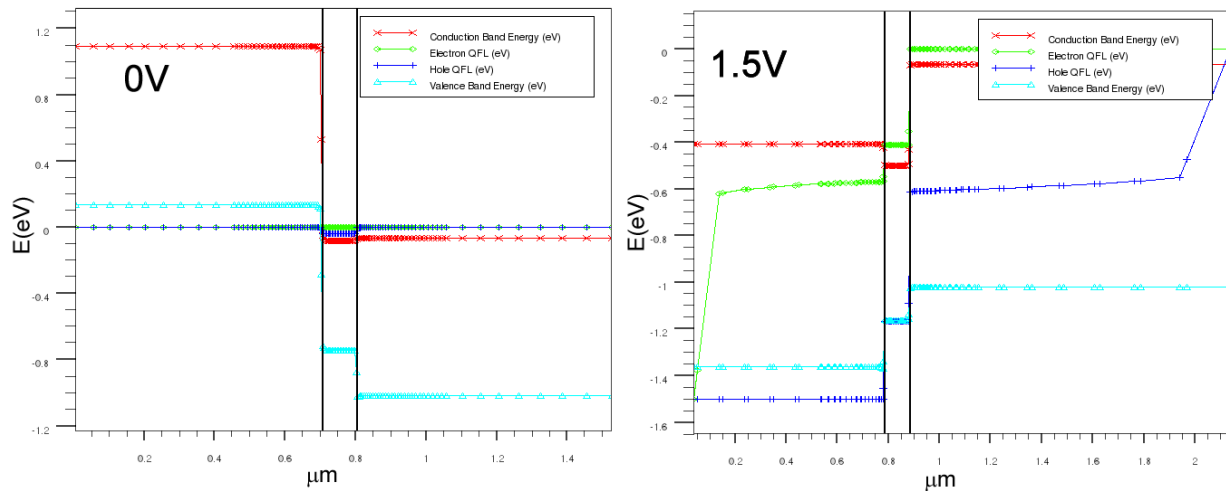 1.2
0.8
0.4
0
-0.4
-0.8
-1.2
E(eV)
0V
Conduction Band Energy (eV)
Electron QFL (eV)
Hole QFL (eV)
Valence Band Energy (eV)
0.2 0.4 0.6 0.8 1 1.2 1.4
μm
0
-0.2
-0.4
-0.6
-0.8
-1
-1.2
-1.4
-1.6
E(eV)
1.5V
Conduction Band Energy (eV)
Electron QFL (eV)
Hole QFL (eV)
Valence Band Energy (eV)
0.2 0.4 0.6 0.8 1 1.2 1.4 1.6 1.8 2
μm